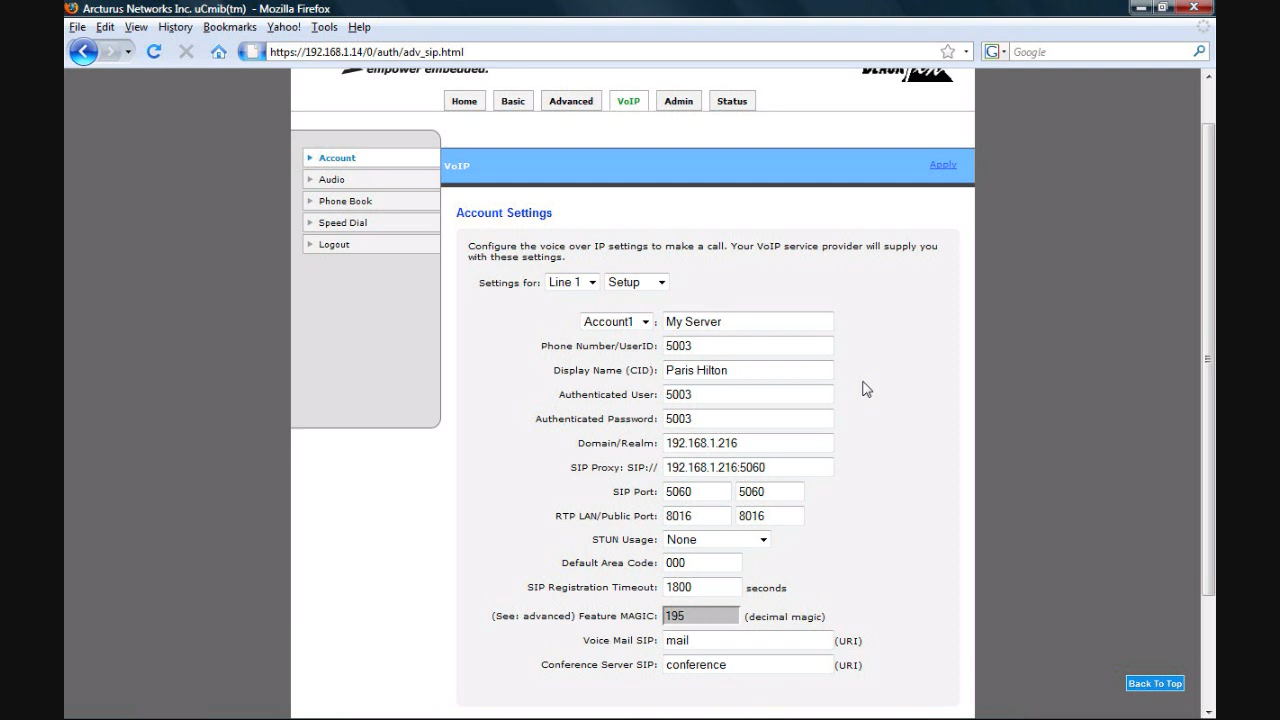 Arcturus Networks Inc. uCmib(tm) - Mozilla Firefox
File Edit View History Bookmarks Yahoo! Tools Help
https://192.168.1.14/0/auth/adv_sip.html
G Google
empower embedded.
Home Basic Advanced VoIP Admin Status
Account
Audio
Phone Book
Speed Dial
Logout
VoIP Apply
Account Settings
Configure the voice over IP settings to make a call. Your VoIP service provider will supply you
with these settings.
Settings for: Line 1 Setup
Account1 : My Server
Phone Number/UserID: 5003
Display Name (CID): Paris Hilton
Authenticated User: 5003
Authenticated Password: 5003
Domain/Realm: 192.168.1.216
SIP Proxy: SIP:// 192.168.1.216:5060
SIP Port: 5060 5060
RTP LAN/Public Port: 8016 8016
STUN Usage: None
Default Area Code: 000
SIP Registration Timeout: 1800 seconds
(See: advanced) Feature MAGIC: 195 (decimal magic)
Voice Mail SIP: mail (URI)
Conference Server SIP: conference (URI)
Back To Top